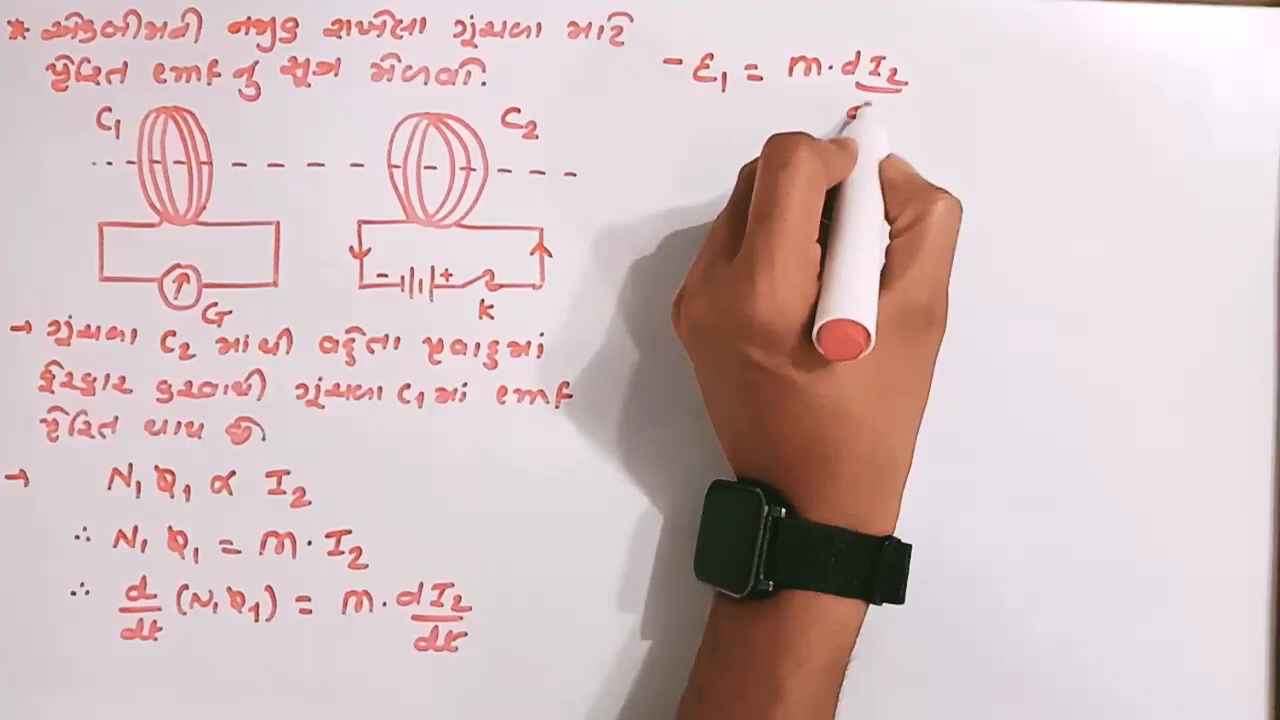 * એકબીજાની નજીક રાખેલા ગૂંચળા માટે
પ્રેરિત emf નું સૂત્ર મેળવો.
C1 C2
- +
G K
→ ગૂંચળા C2 માંથી વહેતા પ્રવાહમાં
ફેરફાર કરવાથી ગૂંચળા C1 માં emf
પ્રેરિત થાય છે
→ N1 Φ1 ∝ I2
∴ N1 Φ1 = m · I2
∴ d/dt (N1 Φ1) = m · dI2/dt
- ε1 = m · dI2